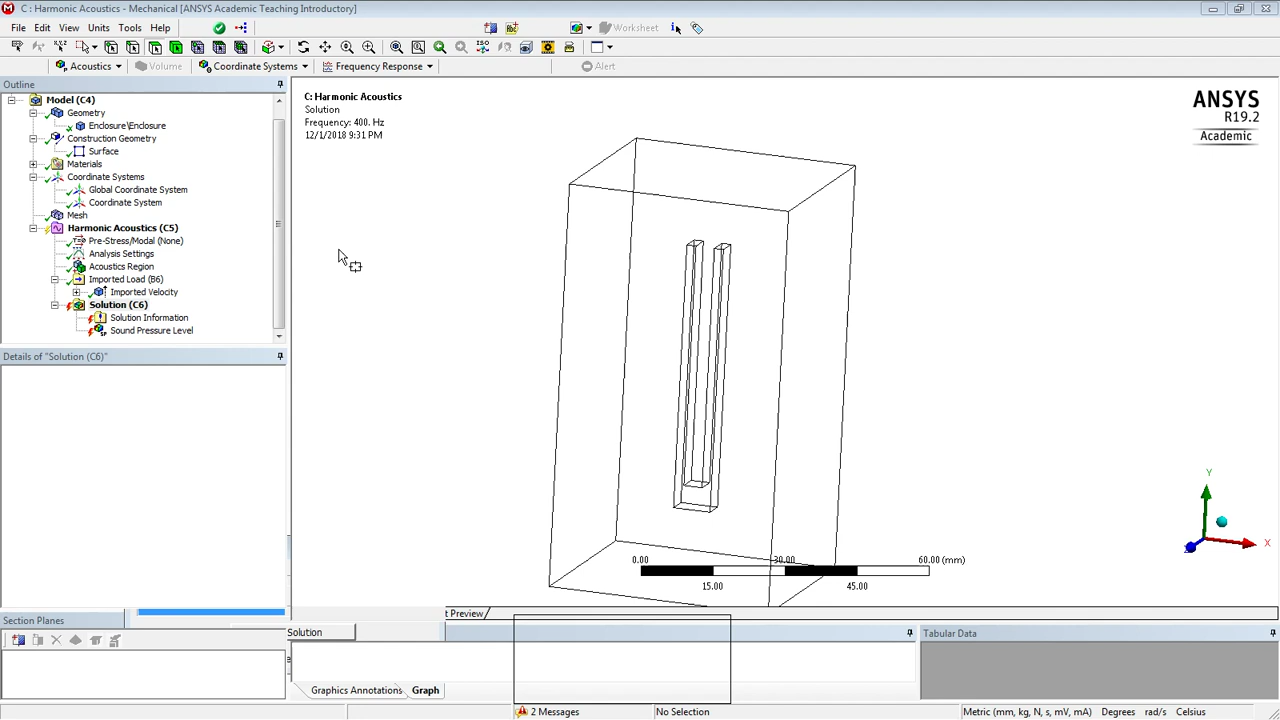 C : Harmonic Acoustics - Mechanical [ANSYS Academic Teaching Introductory]
File Edit View Units Tools Help
Worksheet
Acoustics Volume Coordinate Systems Frequency Response Alert
Outline
Model (C4)
Geometry
Enclosure\Enclosure
Construction Geometry
Surface
Materials
Coordinate Systems
Global Coordinate System
Coordinate System
Mesh
Harmonic Acoustics (C5)
Pre-Stress/Modal (None)
Analysis Settings
Acoustics Region
Imported Load (B6)
Imported Velocity
Solution (C6)
Solution Information
Sound Pressure Level
Details of "Solution (C6)"
Section Planes
C: Harmonic Acoustics
Solution
Frequency: 400. Hz
12/1/2018 9:31 PM
ANSYS
R19.2
Academic
Y
X
0.00 30.00 60.00 (mm)
15.00 45.00
t Preview
Solution
Tabular Data
Graphics Annotations Graph
2 Messages No Selection Metric (mm, kg, N, s, mV, mA) Degrees rad/s Celsius